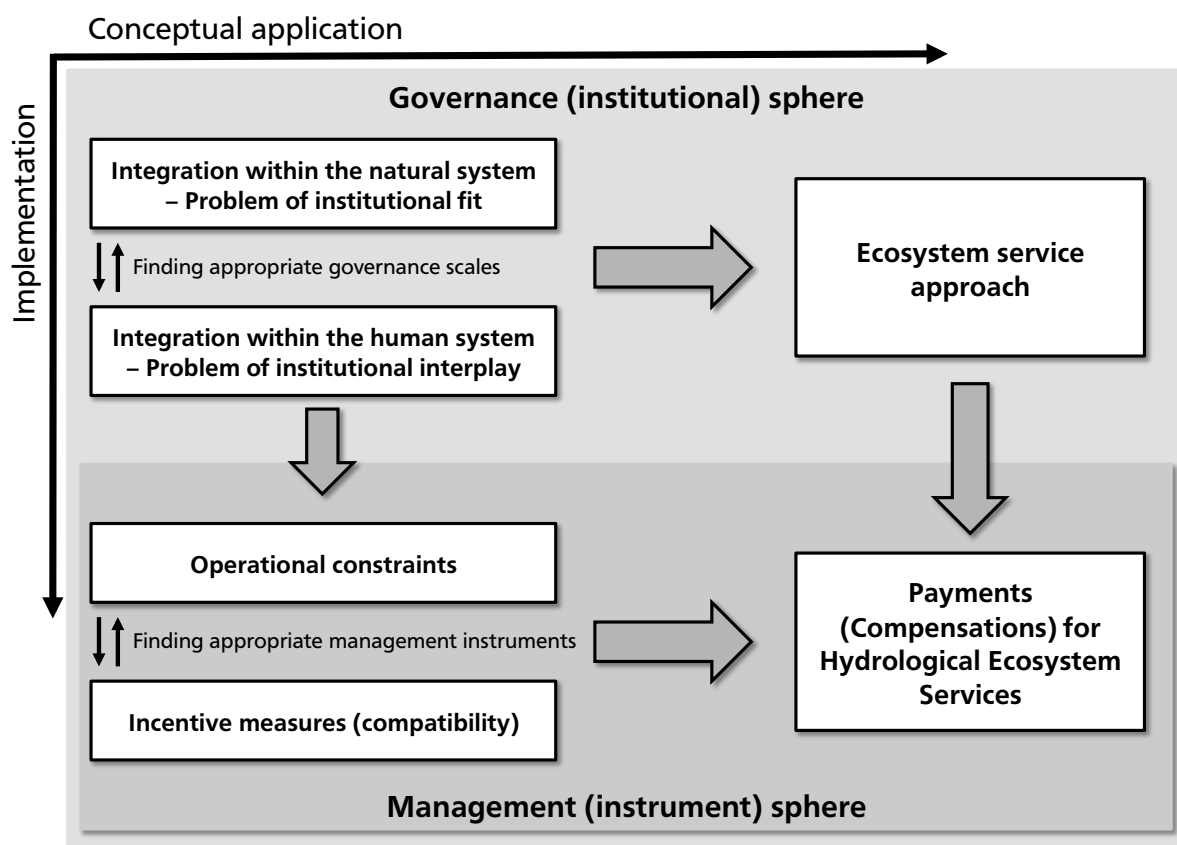 Conceptual application
Implementation
Governance (institutional) sphere
Integration within the natural system
– Problem of institutional fit
Finding appropriate governance scales
Integration within the human system
– Problem of institutional interplay
Ecosystem service
approach
Operational constraints
Finding appropriate management instruments
Incentive measures (compatibility)
Payments
(Compensations) for
Hydrological Ecosystem
Services
Management (instrument) sphere